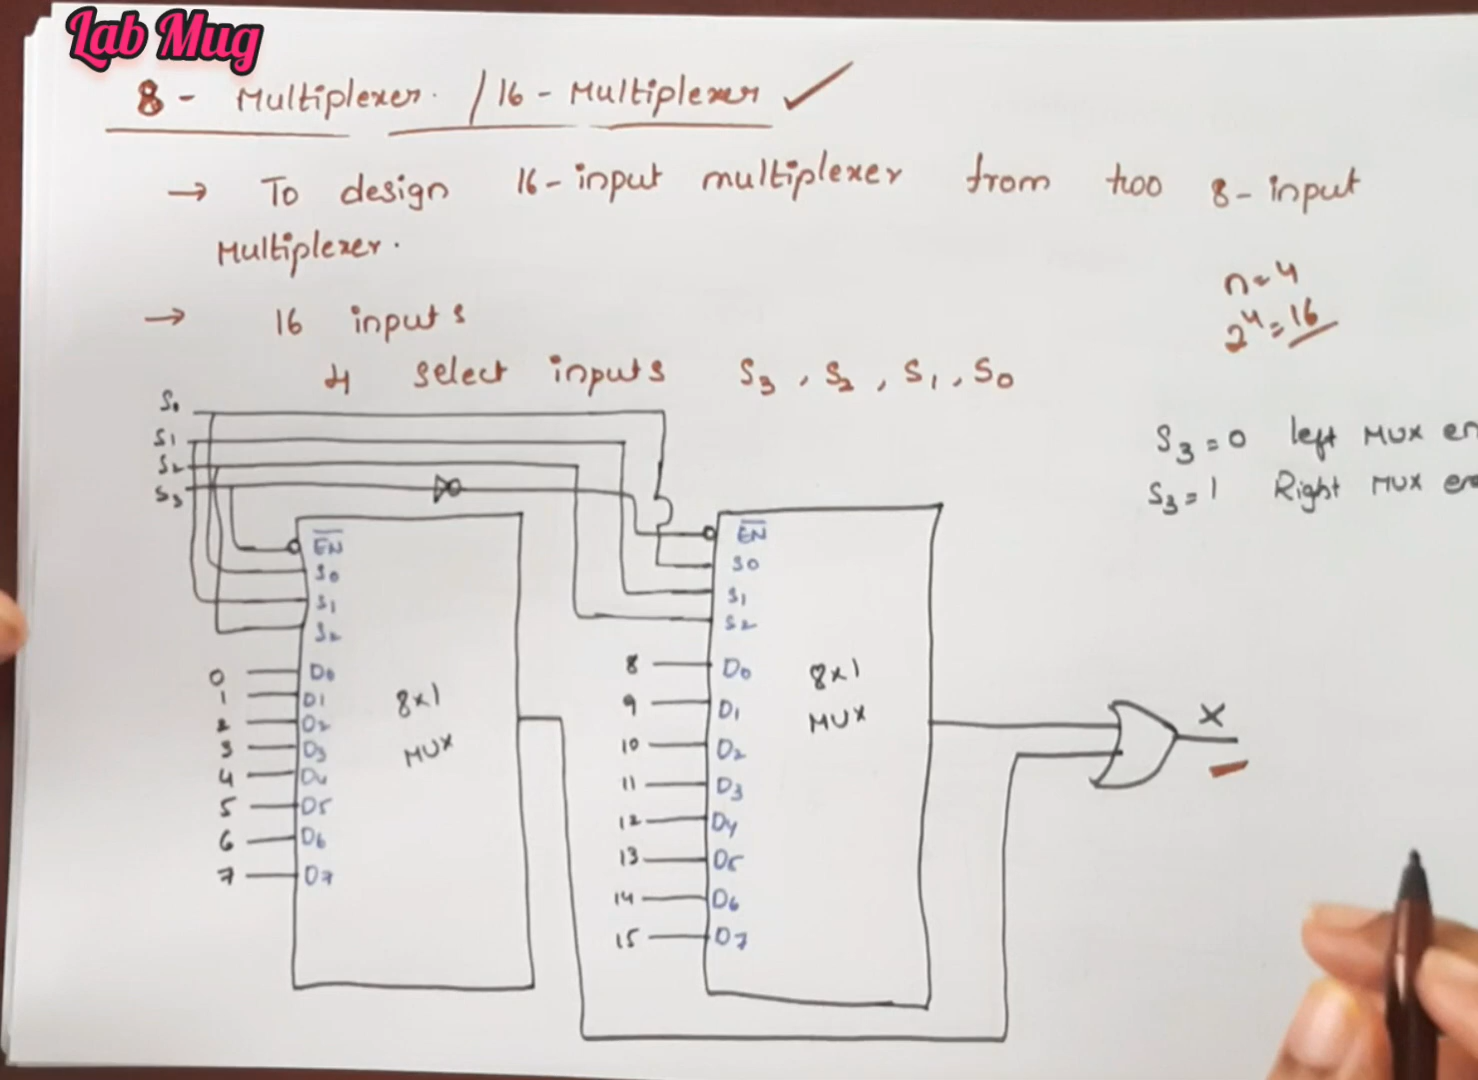 Lab Mug
8 - Multiplexer. / 16 - Multiplexer ✓
→ To design 16-input multiplexer from two 8-input
Multiplexer.
n=4
2⁴=16
→ 16 inputs
4 select inputs S3, S2, S1, S0
S0
S1
S2
S3
S3=0 left MUX en
S3=1 Right MUX en
EN
S0
S1
S2
0 D0
1 D1
2 D2
3 D3
4 D4
5 D5
6 D6
7 D7
8x1
MUX
EN
S0
S1
S2
8 D0
9 D1
10 D2
11 D3
12 D4
13 D5
14 D6
15 D7
8x1
MUX
X